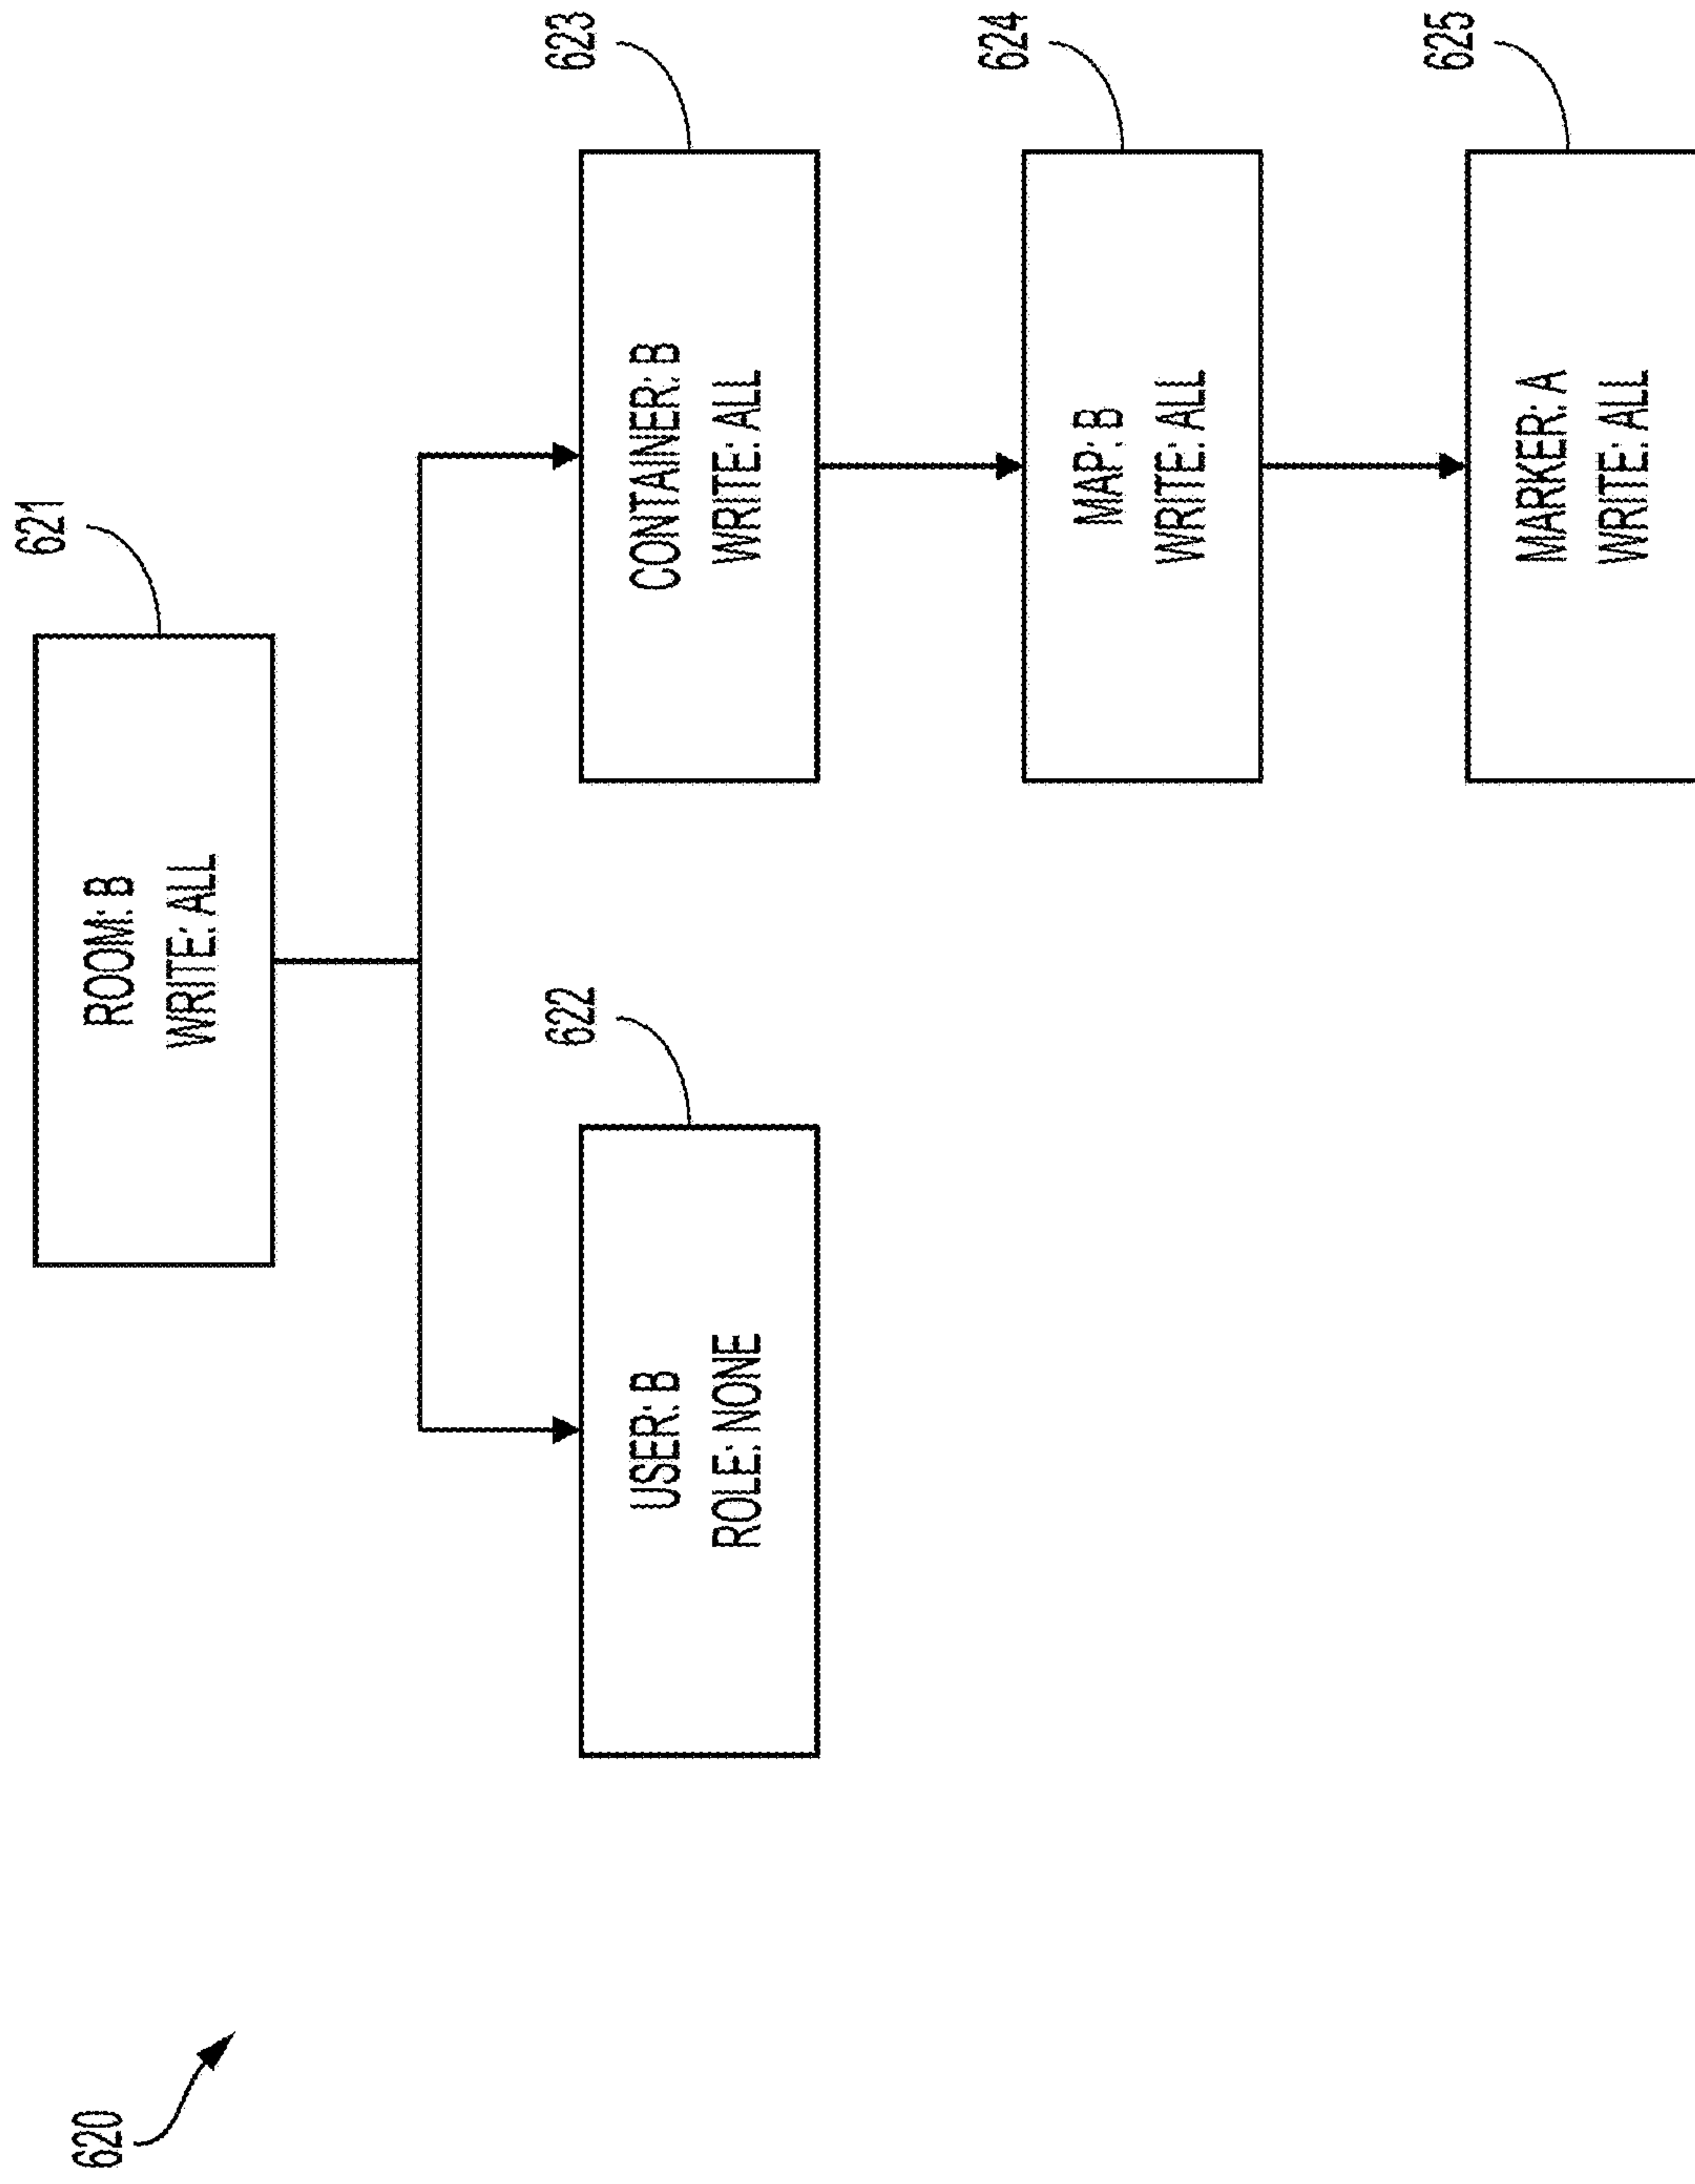 620
621
ROOM: B
WRITE: ALL
622
USER: B
ROLE: NONE
623
CONTAINER: B
WRITE: ALL
624
MAP: B
WRITE: ALL
625
MARKER: A
WRITE: ALL